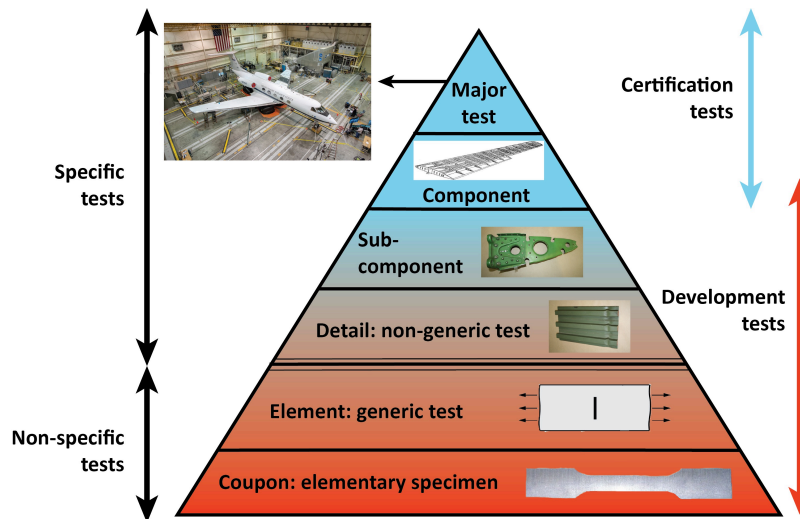 Major
test
Certification
tests
Specific
tests
Component
Sub-
component
Development
tests
Detail: non-generic test
Element: generic test
Non-specific
tests
Coupon: elementary specimen